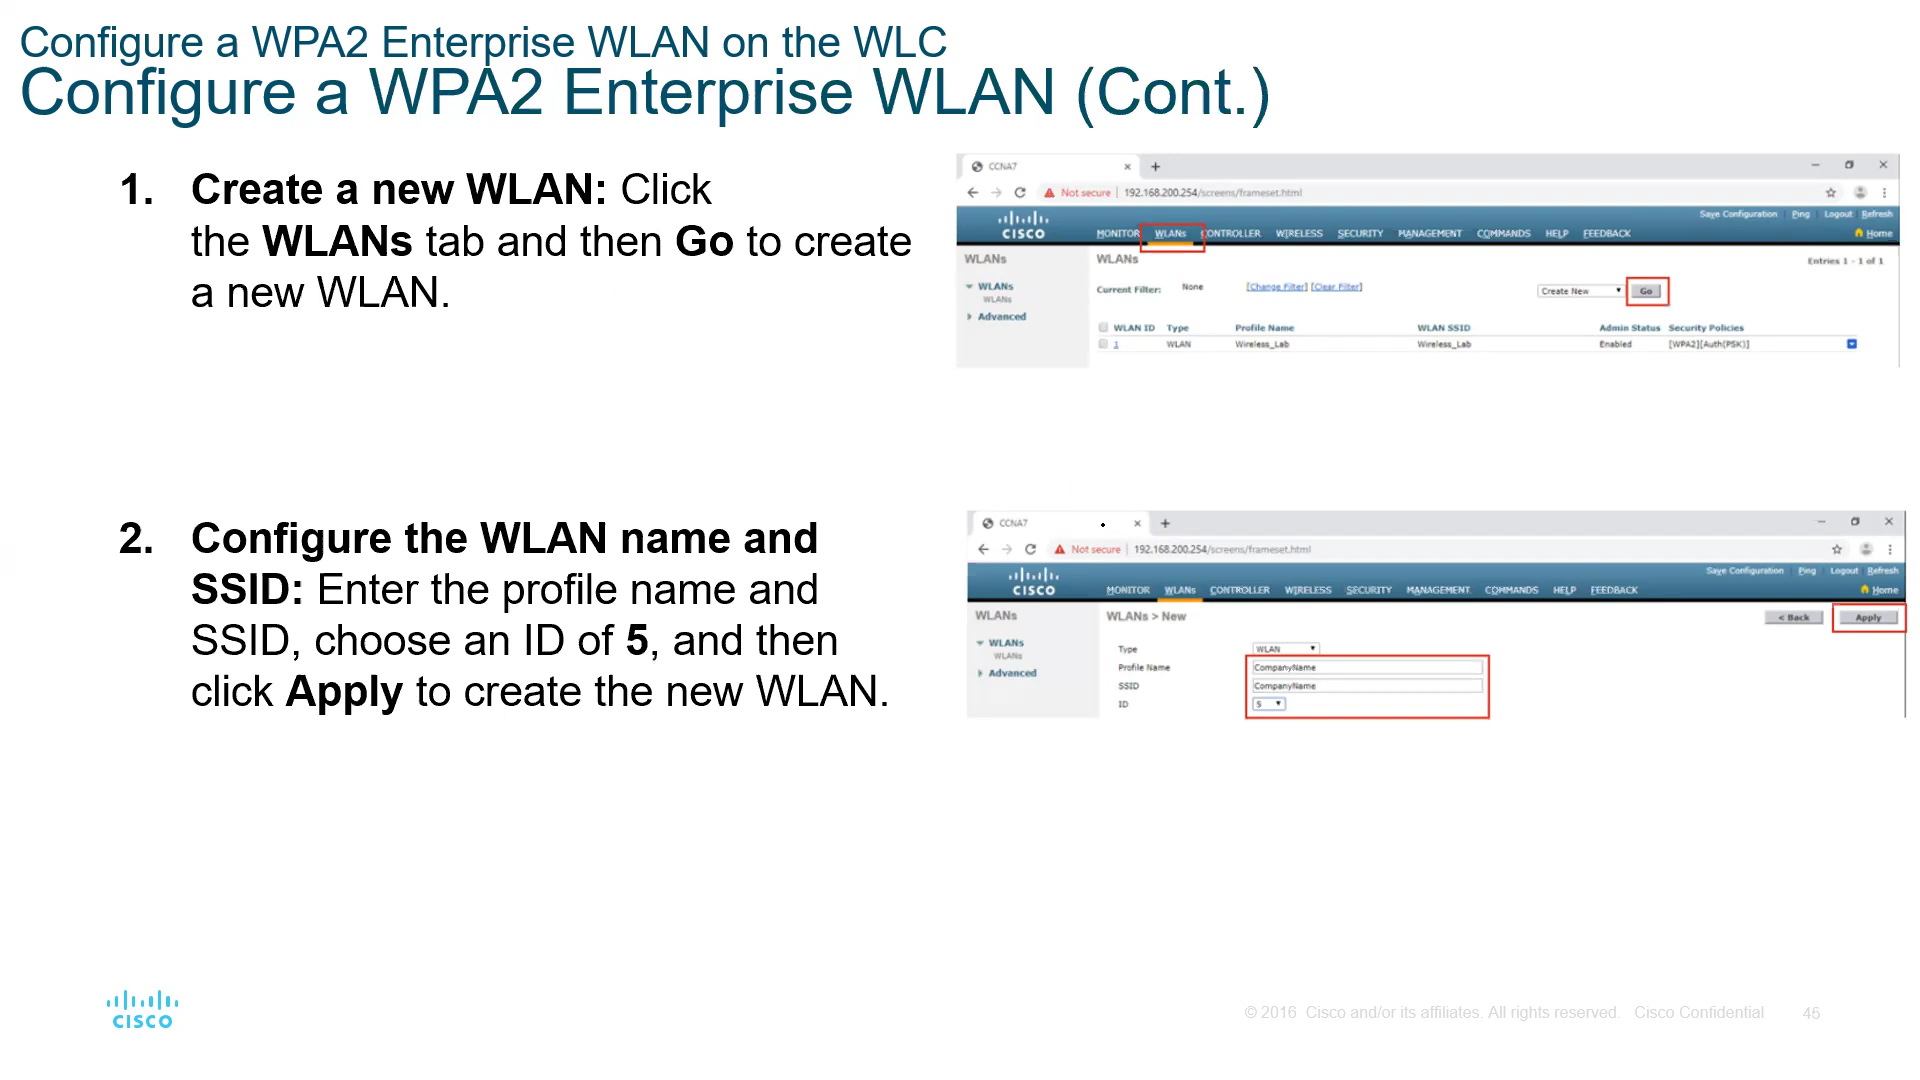 Configure a WPA2 Enterprise WLAN on the WLC
Configure a WPA2 Enterprise WLAN (Cont.)
1. Create a new WLAN: Click
the WLANs tab and then Go to create
a new WLAN.
CCNA7
Not secure | 192.168.200.254/screens/frameset.html
Save Configuration | Ping | Logout | Refresh
CISCO
MONITOR WLANs CONTROLLER WIRELESS SECURITY MANAGEMENT COMMANDS HELP FEEDBACK Home
WLANs
WLANs
WLANs
Advanced
WLANs
Entries 1 - 1 of 1
Current Filter: None [Change Filter] [Clear Filter]
Create New Go
WLAN ID Type Profile Name WLAN SSID Admin Status Security Policies
1 WLAN Wireless_Lab Wireless_Lab Enabled [WPA2][Auth(PSK)]
2. Configure the WLAN name and
SSID: Enter the profile name and
SSID, choose an ID of 5, and then
click Apply to create the new WLAN.
CCNA7
Not secure | 192.168.200.254/screens/frameset.html
Save Configuration | Ping | Logout | Refresh
CISCO
MONITOR WLANs CONTROLLER WIRELESS SECURITY MANAGEMENT COMMANDS HELP FEEDBACK Home
WLANs
WLANs
WLANs
Advanced
WLANs > New
< Back Apply
Type WLAN
Profile Name CompanyName
SSID CompanyName
ID 5
CISCO
© 2016 Cisco and/or its affiliates. All rights reserved. Cisco Confidential 45